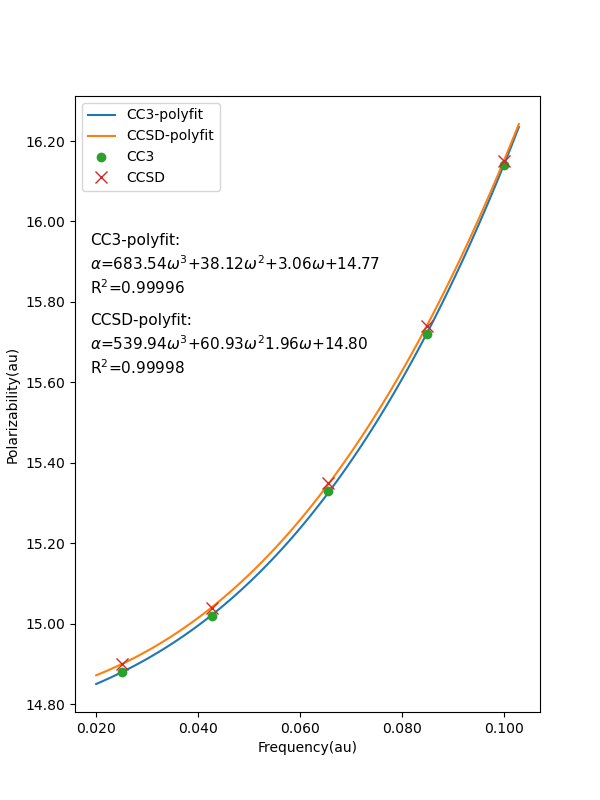 CC3-polyfit
CCSD-polyfit
CC3
CCSD
CC3-polyfit:
α=683.54ω³+38.12ω²+3.06ω+14.77
R²=0.99996
CCSD-polyfit:
α=539.94ω³+60.93ω²1.96ω+14.80
R²=0.99998
Polarizability(au)
16.20
16.00
15.80
15.60
15.40
15.20
15.00
14.80
0.020 0.040 0.060 0.080 0.100
Frequency(au)